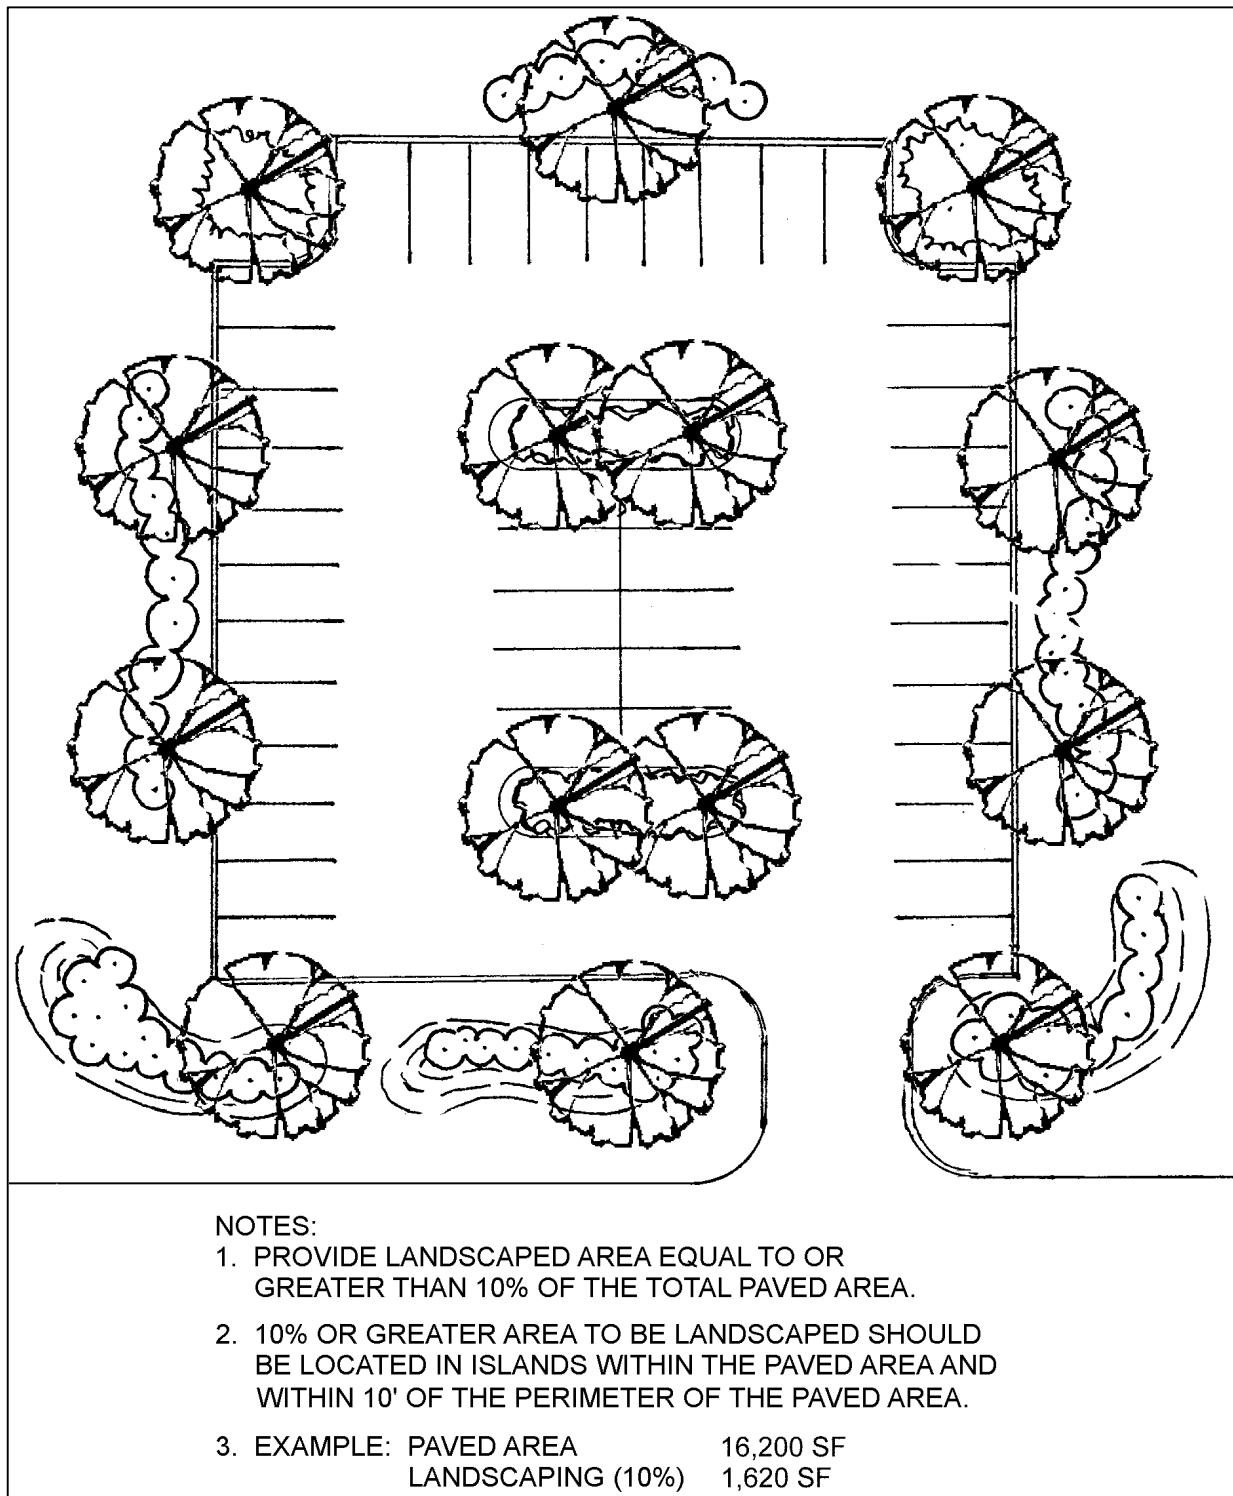 NOTES:
1. PROVIDE LANDSCAPED AREA EQUAL TO OR
GREATER THAN 10% OF THE TOTAL PAVED AREA.
2. 10% OR GREATER AREA TO BE LANDSCAPED SHOULD
BE LOCATED IN ISLANDS WITHIN THE PAVED AREA AND
WITHIN 10' OF THE PERIMETER OF THE PAVED AREA.
3. EXAMPLE: PAVED AREA 16,200 SF
LANDSCAPING (10%) 1,620 SF